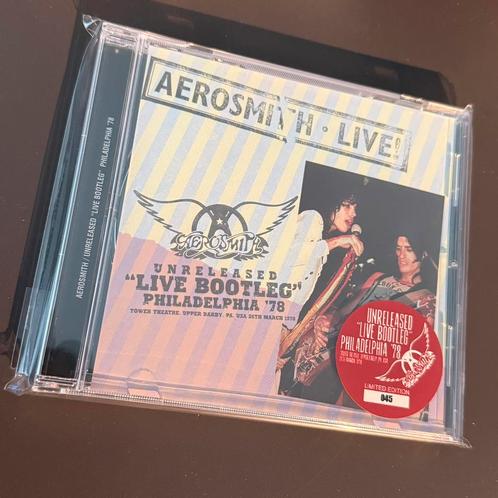 AEROSMITH / UNRELEASED "LIVE BOOTLEG" PHILADELPHIA '78
AEROSMITH • LIVE!
AEROSMITH
UNRELEASED
"LIVE BOOTLEG"
PHILADELPHIA '78
TOWER THEATRE, UPPER DARBY, PA. USA 26TH MARCH 1978
UNRELEASED
"LIVE BOOTLEG"
PHILADELPHIA '78
LIMITED EDITION
045